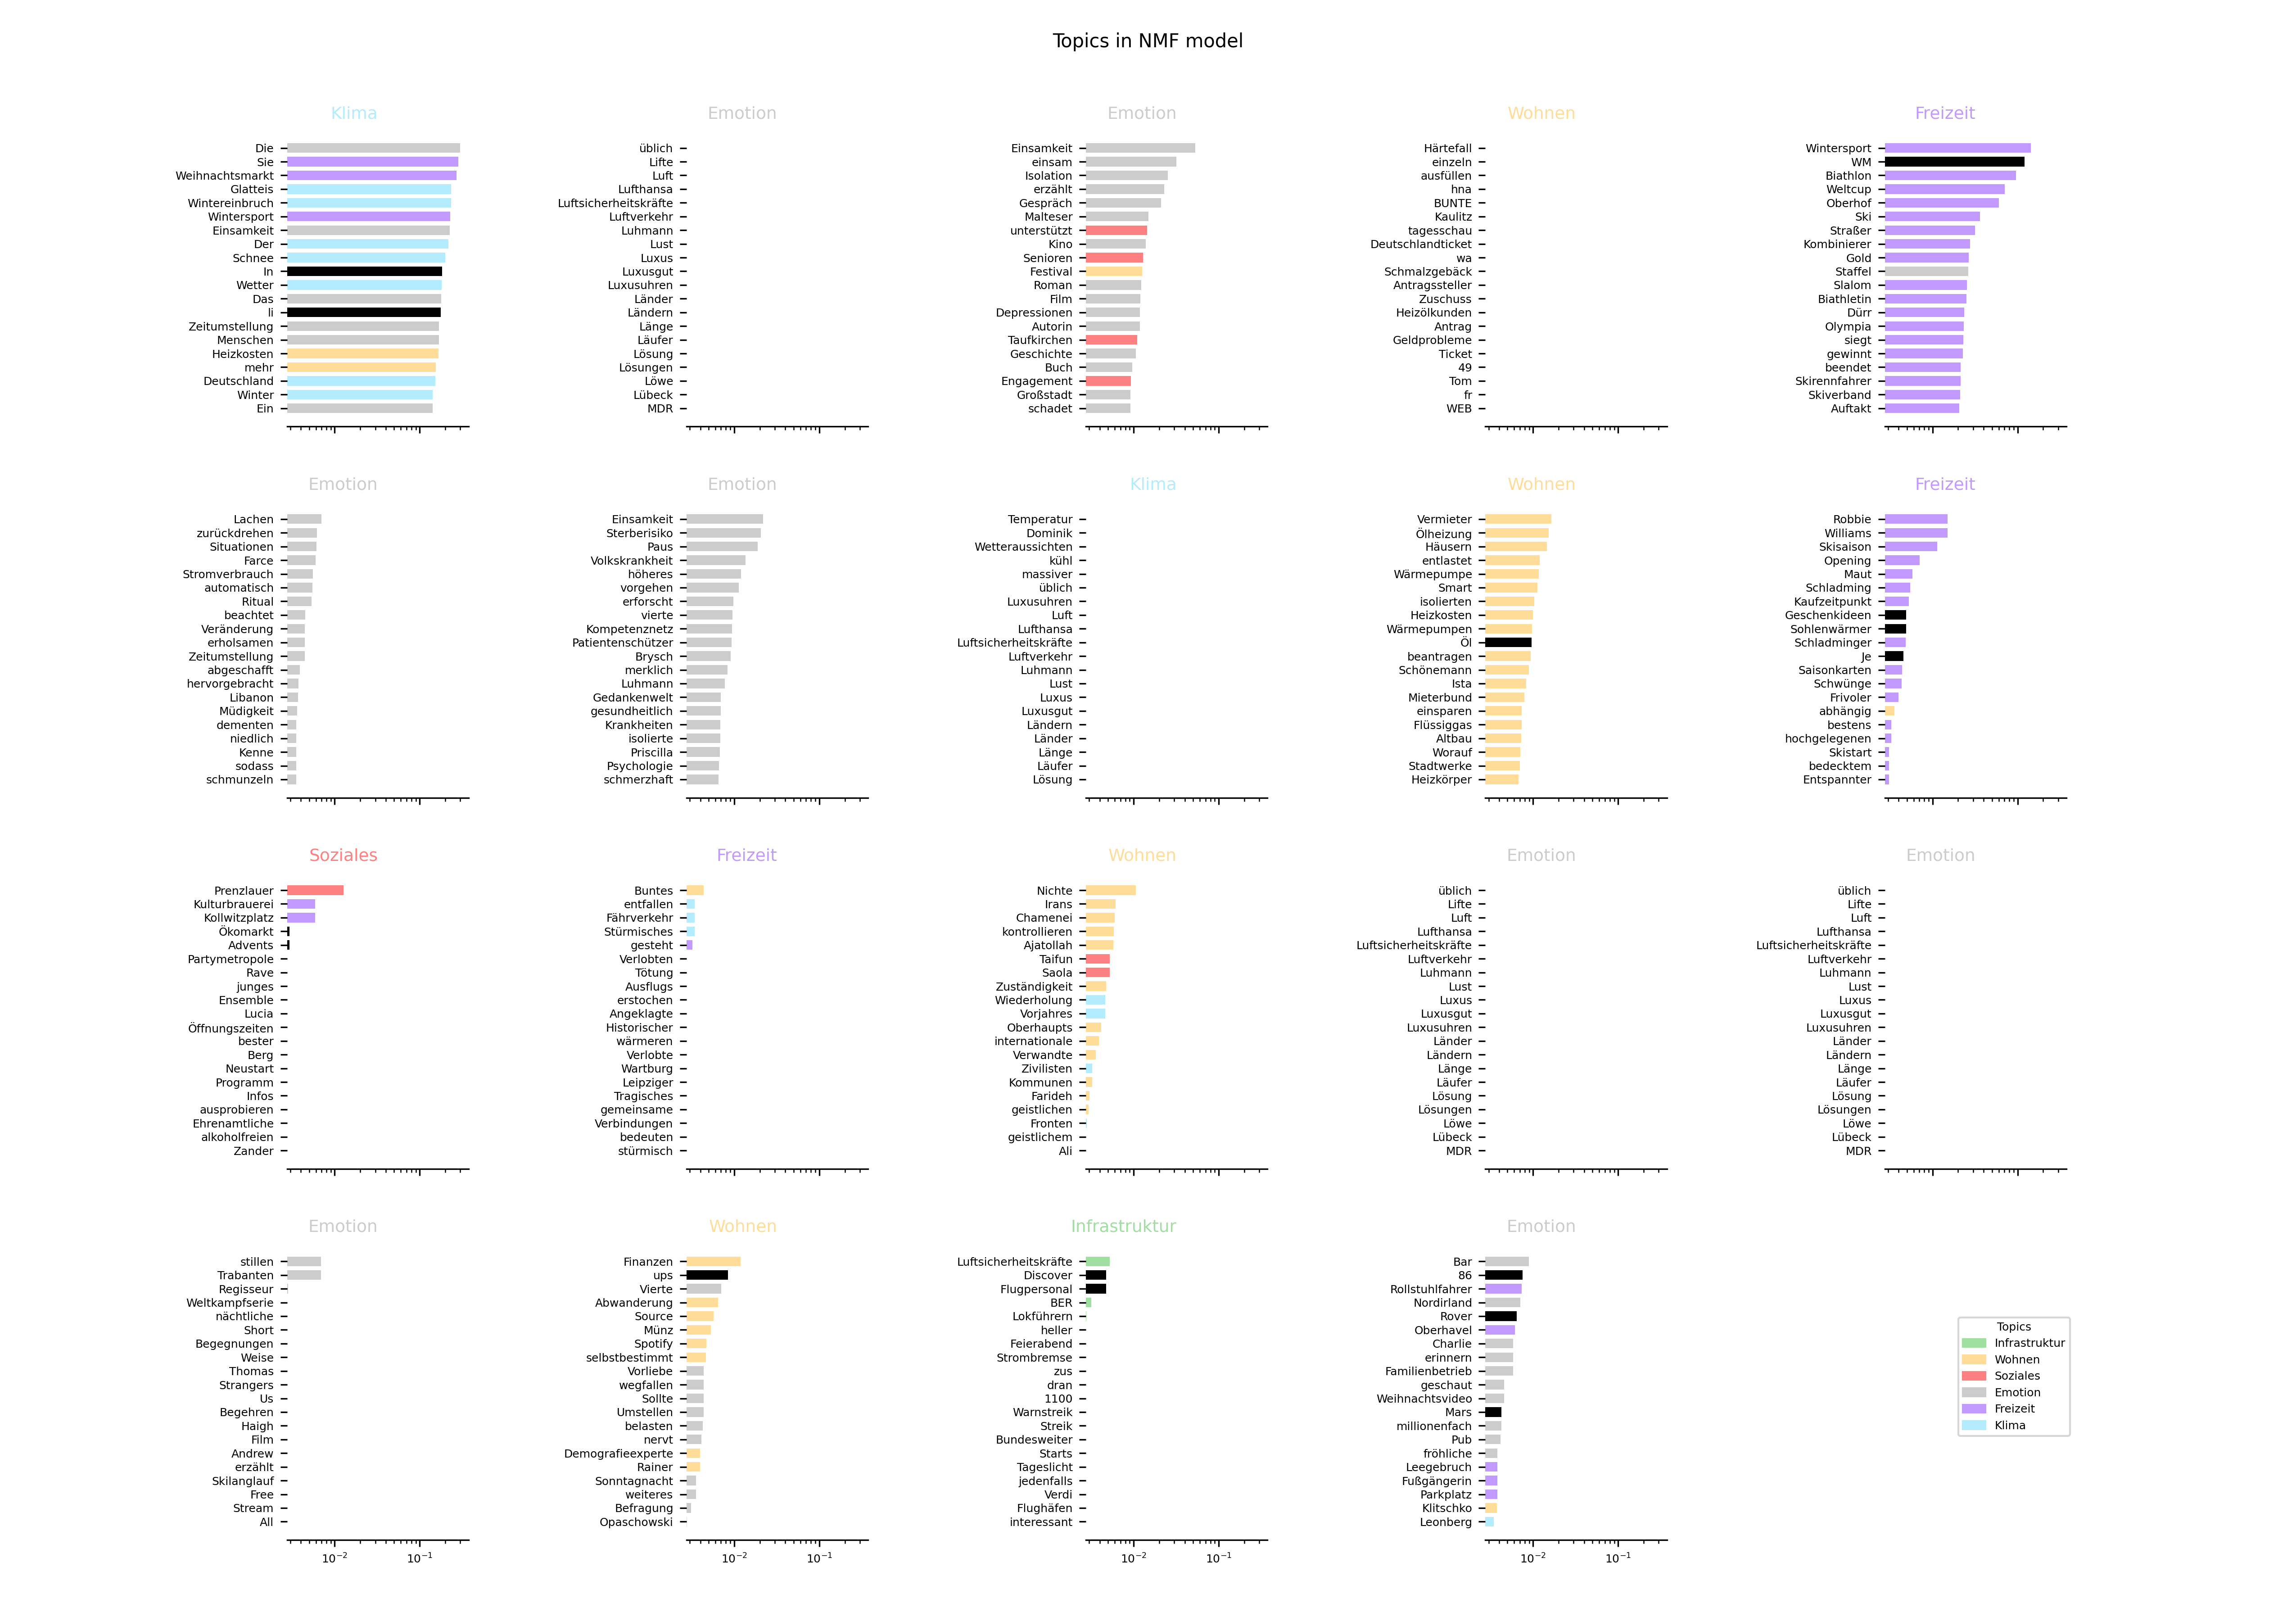 Topics in NMF model
Klima
Die
Sie
Weihnachtsmarkt
Glatteis
Wintereinbruch
Wintersport
Einsamkeit
Der
Schnee
In
Wetter
Das
li
Zeitumstellung
Menschen
Heizkosten
mehr
Deutschland
Winter
Ein
Emotion
üblich
Lifte
Luft
Lufthansa
Luftsicherheitskräfte
Luftverkehr
Luhmann
Lust
Luxus
Luxusgut
Luxusuhren
Länder
Ländern
Länge
Läufer
Lösung
Lösungen
Löwe
Lübeck
MDR
Emotion
Einsamkeit
einsam
Isolation
erzählt
Gespräch
Malteser
unterstützt
Kino
Senioren
Festival
Roman
Film
Depressionen
Autorin
Taufkirchen
Geschichte
Buch
Engagement
Großstadt
schadet
Wohnen
Härtefall
einzeln
ausfüllen
hna
BUNTE
Kaulitz
tagesschau
Deutschlandticket
wa
Schmalzgebäck
Antragssteller
Zuschuss
Heizölkunden
Antrag
Geldprobleme
Ticket
49
Tom
fr
WEB
Freizeit
Wintersport
WM
Biathlon
Weltcup
Oberhof
Ski
Straßer
Kombinierer
Gold
Staffel
Slalom
Biathletin
Dürr
Olympia
siegt
gewinnt
beendet
Skirennfahrer
Skiverband
Auftakt
Emotion
Lachen
zurückdrehen
Situationen
Farce
Stromverbrauch
automatisch
Ritual
beachtet
Veränderung
erholsamen
Zeitumstellung
abgeschafft
hervorgebracht
Libanon
Müdigkeit
dementen
niedlich
Kenne
sodass
schmunzeln
Emotion
Einsamkeit
Sterberisiko
Paus
Volkskrankheit
höheres
vorgehen
erforscht
vierte
Kompetenznetz
Patientenschützer
Brysch
merklich
Luhmann
Gedankenwelt
gesundheitlich
Krankheiten
isolierte
Priscilla
Psychologie
schmerzhaft
Klima
Temperatur
Dominik
Wetteraussichten
kühl
massiver
üblich
Luxusuhren
Luft
Lufthansa
Luftsicherheitskräfte
Luftverkehr
Luhmann
Lust
Luxus
Luxusgut
Ländern
Länder
Länge
Läufer
Lösung
Wohnen
Vermieter
Ölheizung
Häusern
entlastet
Wärmepumpe
Smart
isolierten
Heizkosten
Wärmepumpen
Öl
beantragen
Schönemann
Ista
Mieterbund
einsparen
Flüssiggas
Altbau
Worauf
Stadtwerke
Heizkörper
Freizeit
Robbie
Williams
Skisaison
Opening
Maut
Schladming
Kaufzeitpunkt
Geschenkideen
Sohlenwärmer
Schladminger
Je
Saisonkarten
Schwünge
Frivoler
abhängig
bestens
hochgelegenen
Skistart
bedecktem
Entspannter
Soziales
Prenzlauer
Kulturbrauerei
Kollwitzplatz
Ökomarkt
Advents
Partymetropole
Rave
junges
Ensemble
Lucia
Öffnungszeiten
bester
Berg
Neustart
Programm
Infos
ausprobieren
Ehrenamtliche
alkoholfreien
Zander
Freizeit
Buntes
entfallen
Fährverkehr
Stürmisches
gesteht
Verlobten
Tötung
Ausflugs
erstochen
Angeklagte
Historischer
wärmeren
Verlobte
Wartburg
Leipziger
Tragisches
gemeinsame
Verbindungen
bedeuten
stürmisch
Wohnen
Nichte
Irans
Chamenei
kontrollieren
Ajatollah
Taifun
Saola
Zuständigkeit
Wiederholung
Vorjahres
Oberhaupts
internationale
Verwandte
Zivilisten
Kommunen
Farideh
geistlichen
Fronten
geistlichem
Ali
Emotion
üblich
Lifte
Luft
Lufthansa
Luftsicherheitskräfte
Luftverkehr
Luhmann
Lust
Luxus
Luxusgut
Luxusuhren
Länder
Ländern
Länge
Läufer
Lösung
Lösungen
Löwe
Lübeck
MDR
Emotion
üblich
Lifte
Luft
Lufthansa
Luftsicherheitskräfte
Luftverkehr
Luhmann
Lust
Luxus
Luxusgut
Luxusuhren
Länder
Ländern
Länge
Läufer
Lösung
Lösungen
Löwe
Lübeck
MDR
Emotion
stillen
Trabanten
Regisseur
Weltkampfserie
nächtliche
Short
Begegnungen
Weise
Thomas
Strangers
Us
Begehren
Haigh
Film
Andrew
erzählt
Skilanglauf
Free
Stream
All
10⁻² 10⁻¹
Wohnen
Finanzen
ups
Vierte
Abwanderung
Source
Münz
Spotify
selbstbestimmt
Vorliebe
wegfallen
Sollte
Umstellen
belasten
nervt
Demografieexperte
Rainer
Sonntagnacht
weiteres
Befragung
Opaschowski
10⁻² 10⁻¹
Infrastruktur
Luftsicherheitskräfte
Discover
Flugpersonal
BER
Lokführern
heller
Feierabend
Strombremse
zus
dran
1100
Warnstreik
Streik
Bundesweiter
Starts
Tageslicht
jedenfalls
Verdi
Flughäfen
interessant
10⁻² 10⁻¹
Emotion
Bar
86
Rollstuhlfahrer
Nordirland
Rover
Oberhavel
Charlie
erinnern
Familienbetrieb
geschaut
Weihnachtsvideo
Mars
millionenfach
Pub
fröhliche
Leegebruch
Fußgängerin
Parkplatz
Klitschko
Leonberg
10⁻² 10⁻¹
Topics
Infrastruktur
Wohnen
Soziales
Emotion
Freizeit
Klima